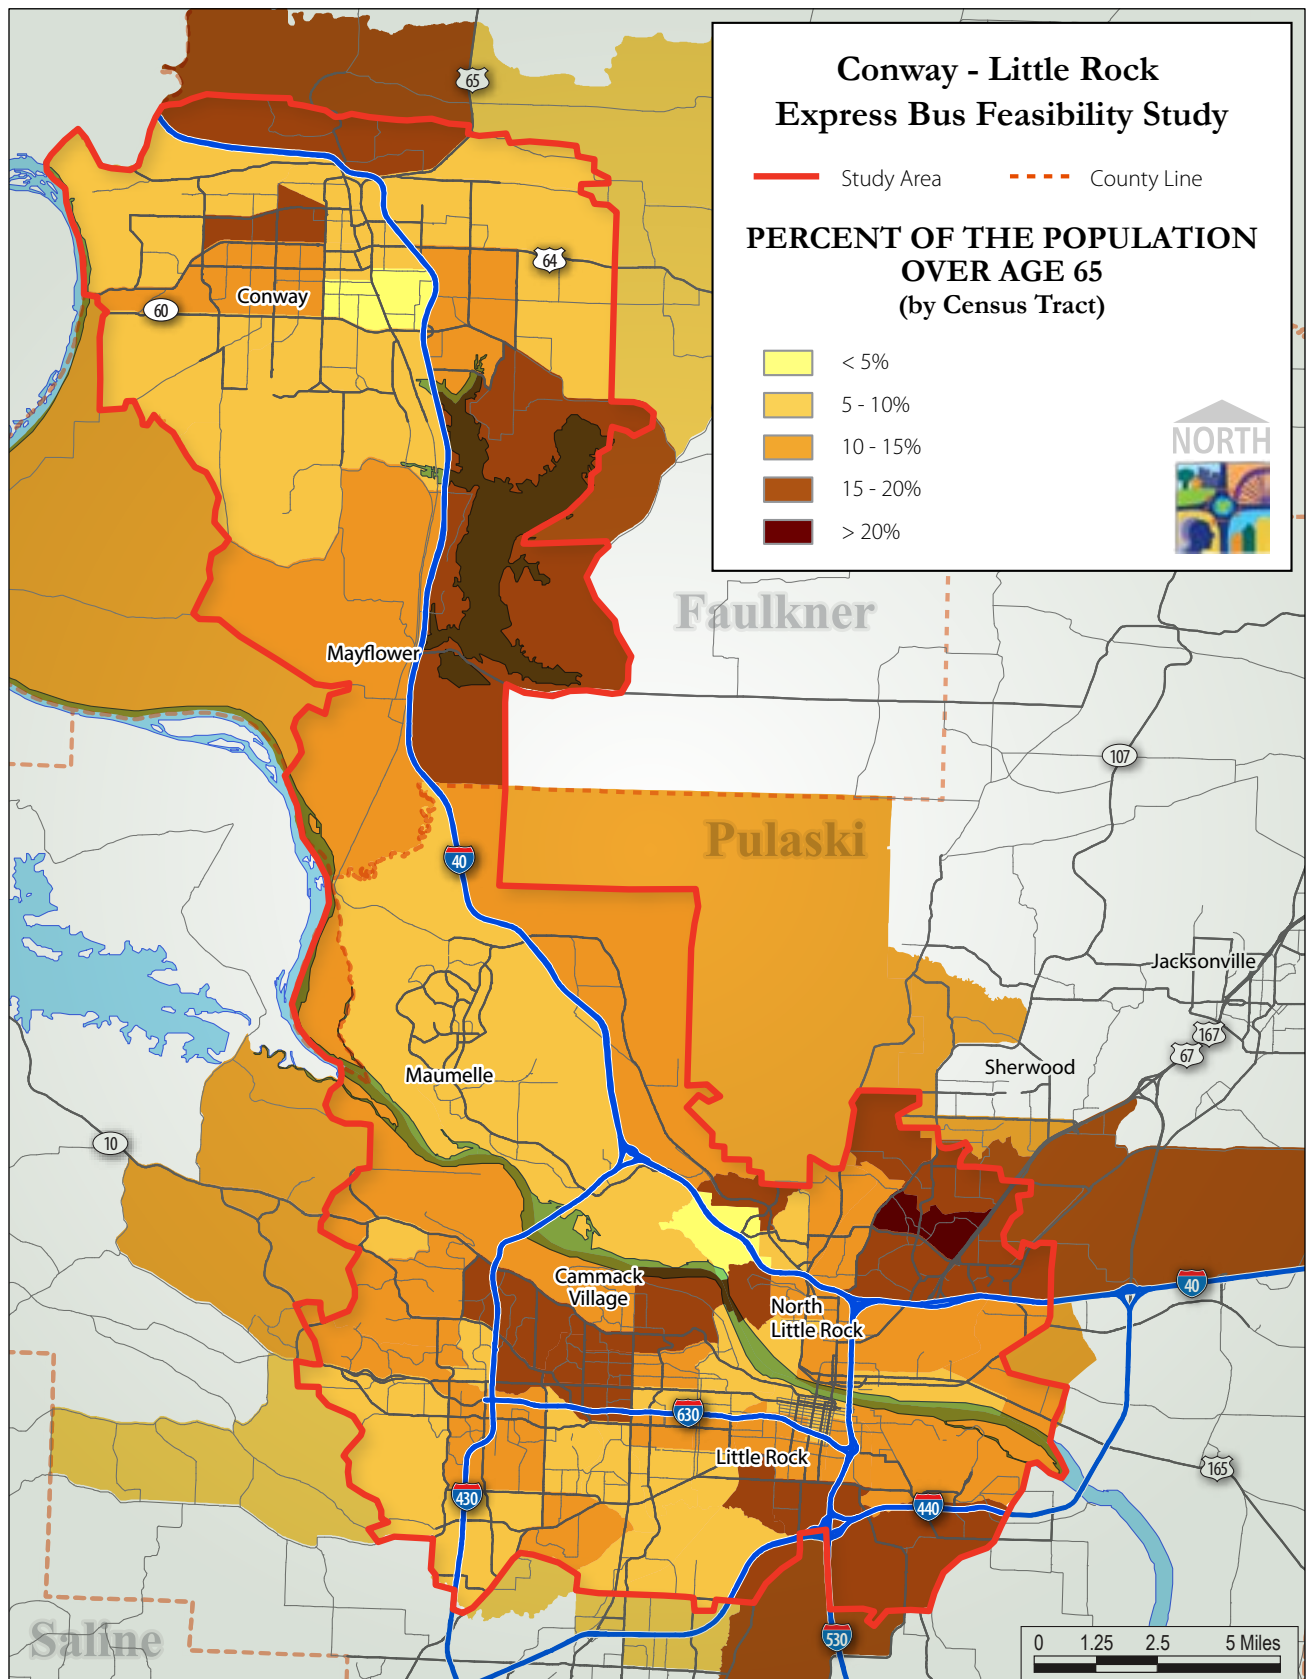 Conway - Little Rock
Express Bus Feasibility Study
Study Area
County Line
PERCENT OF THE POPULATION
OVER AGE 65
(by Census Tract)
< 5%
5 - 10%
10 - 15%
15 - 20%
> 20%
NORTH
65
64
60
Conway
Faulkner
Mayflower
107
Pulaski
40
Jacksonville
167
67
Sherwood
Maumelle
10
Cammack
Village
40
North
Little Rock
630
Little Rock
165
430
440
Saline
530
0 1.25 2.5 5 Miles